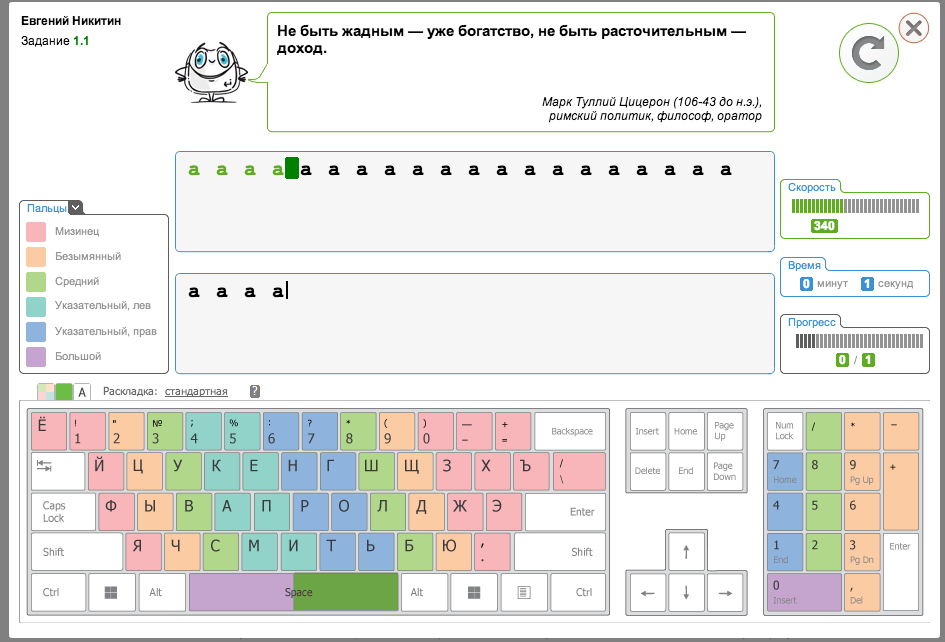 Евгений Никитин
Задание 1.1
Не быть жадным — уже богатство, не быть расточительным —
доход.
Марк Туллий Цицерон (106-43 до н.э.),
римский политик, философ, оратор
а а а а а а а а а а а а а а а а а а а а
а а а а
Пальцы
Мизинец
Безымянный
Средний
Указательный, лев
Указательный, прав
Большой
Скорость
340
Время
0 минут 1 секунд
Прогресс
0 / 1
А Раскладка: стандартная ?
Ё ! 1 " 2 № 3 ; 4 % 5 : 6 ? 7 * 8 ( 9 ) 0 — - + = Backspace
Й Ц У К Е Н Г Ш Щ З Х Ъ / \
Caps Lock Ф Ы В А П Р О Л Д Ж Э Enter
Shift Я Ч С М И Т Ь Б Ю , . Shift
Ctrl Alt Space Alt Ctrl
Insert Home Page Up
Delete End Page Down
↑
← ↓ →
Num Lock / * -
7 Home 8 9 Pg Up +
4 5 6
1 End 2 3 Pg Dn Enter
0 Insert , Del